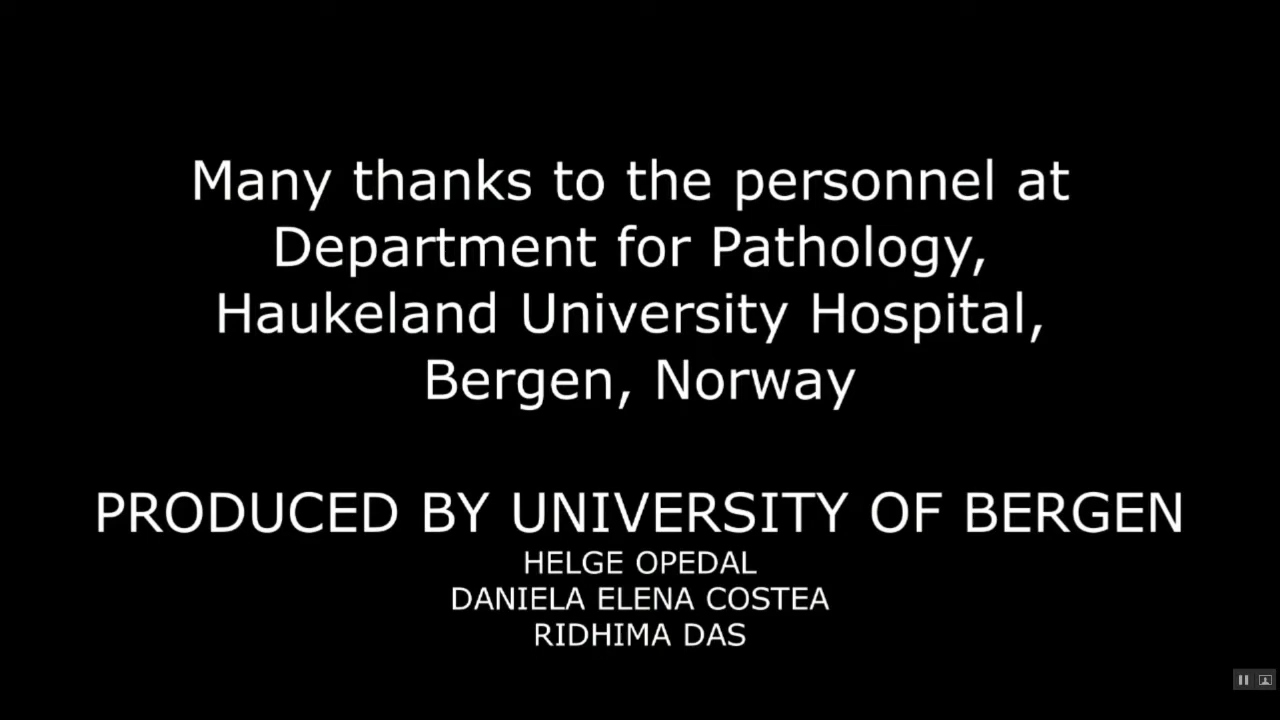 Many thanks to the personnel at
Department for Pathology,
Haukeland University Hospital,
Bergen, Norway
PRODUCED BY UNIVERSITY OF BERGEN
HELGE OPEDAL
DANIELA ELENA COSTEA
RIDHIMA DAS